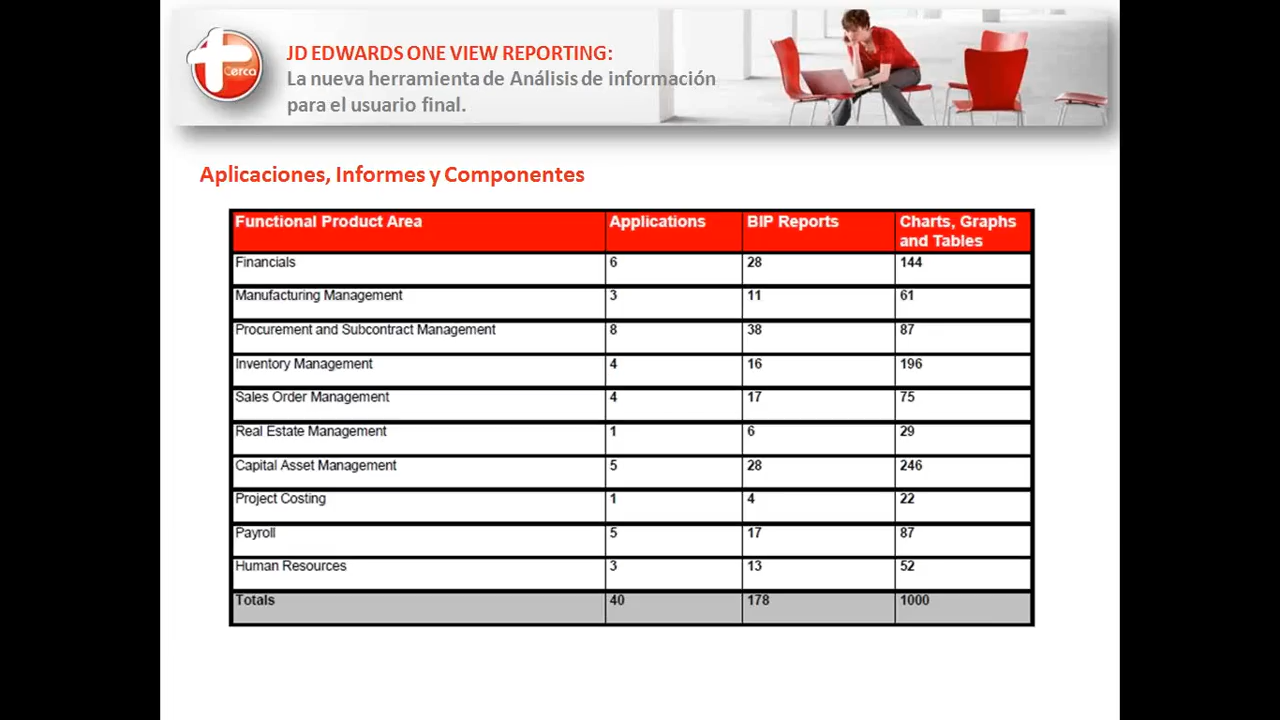 +Cerca
JD EDWARDS ONE VIEW REPORTING:
La nueva herramienta de Análisis de información
para el usuario final.
Aplicaciones, Informes y Componentes
Functional Product Area Applications BIP Reports Charts, Graphs and Tables
Financials 6 28 144
Manufacturing Management 3 11 61
Procurement and Subcontract Management 8 38 87
Inventory Management 4 16 196
Sales Order Management 4 17 75
Real Estate Management 1 6 29
Capital Asset Management 5 28 246
Project Costing 1 4 22
Payroll 5 17 87
Human Resources 3 13 52
Totals 40 178 1000